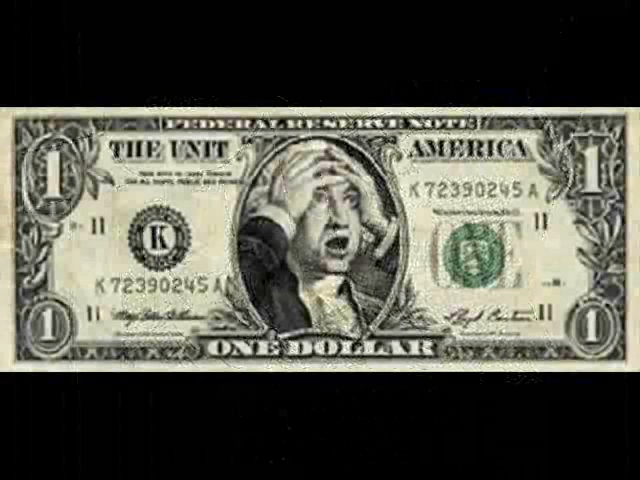 FEDERAL RESERVE NOTE
1 THE UNIT AMERICA 1
K 72390245 A
11 11
K
K 72390245 A
11 11
1 1
ONE DOLLAR